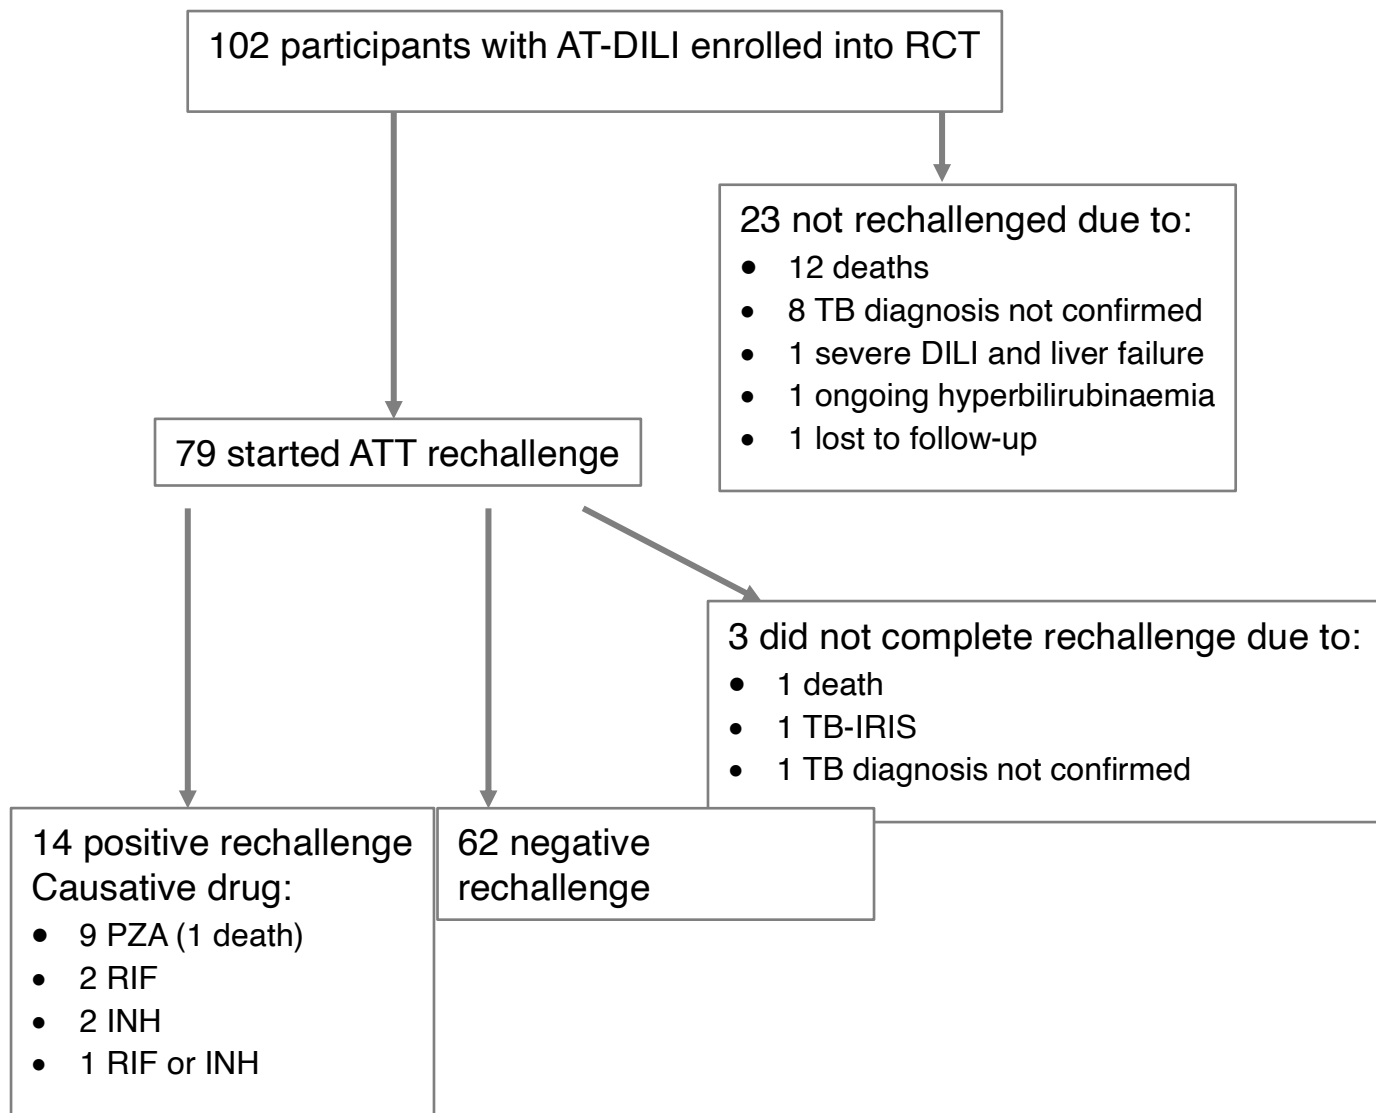 102 participants with AT-DILI enrolled into RCT
23 not rechallenged due to:
• 12 deaths
• 8 TB diagnosis not confirmed
• 1 severe DILI and liver failure
• 1 ongoing hyperbilirubinaemia
• 1 lost to follow-up
79 started ATT rechallenge
3 did not complete rechallenge due to:
• 1 death
• 1 TB-IRIS
• 1 TB diagnosis not confirmed
14 positive rechallenge
Causative drug:
• 9 PZA (1 death)
• 2 RIF
• 2 INH
• 1 RIF or INH
62 negative
rechallenge